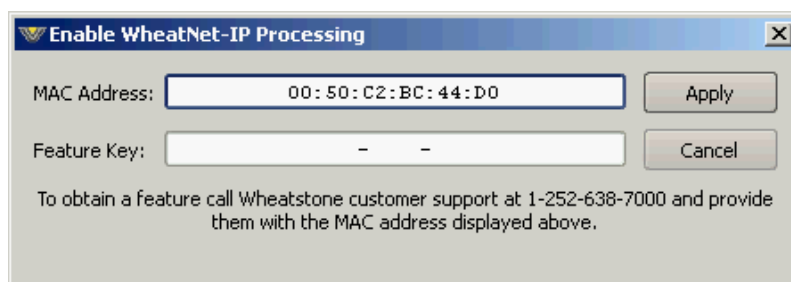 Enable WheatNet-IP Processing
MAC Address: 00:50:C2:BC:44:D0 Apply
Feature Key: - - Cancel
To obtain a feature call Wheatstone customer support at 1-252-638-7000 and provide
them with the MAC address displayed above.